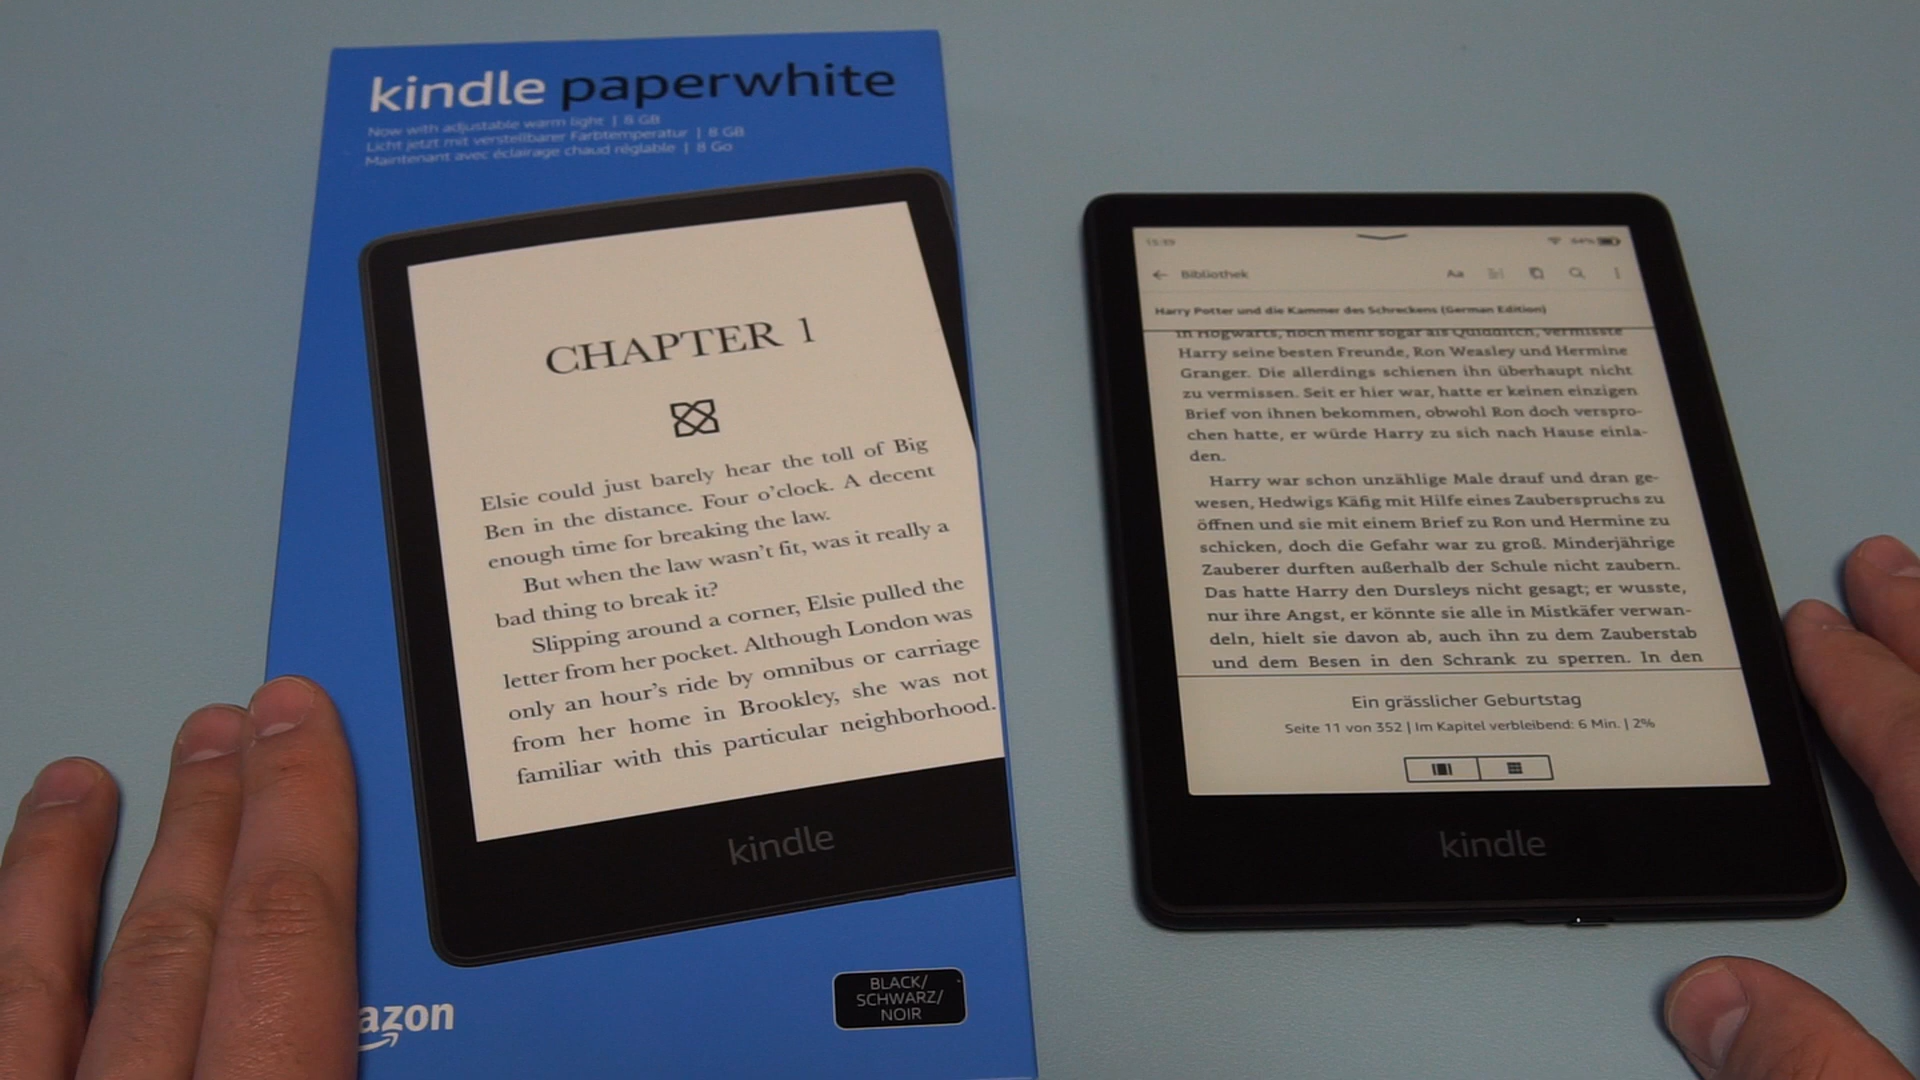 kindle paperwhite
Now with adjustable warm light | 8 GB
Licht jetzt mit verstellbarer Farbtemperatur | 8 GB
Maintenant avec éclairage chaud réglable | 8 Go
CHAPTER 1
Elsie could just barely hear the toll of Big
Ben in the distance. Four o'clock. A decent
enough time for breaking the law.
But when the law wasn't fit, was it really a
bad thing to break it?
Slipping around a corner, Elsie pulled the
letter from her pocket. Although London was
only an hour's ride by omnibus or carriage
from her home in Brookley, she was not
familiar with this particular neighborhood.
kindle
azon
BLACK/
SCHWARZ/
NOIR
64%
Bibliothek
Aa
Harry Potter und die Kammer des Schreckens (German Edition)
in Hogwarts, noch mehr sogar als Quidditch, vermisste
Harry seine besten Freunde, Ron Weasley und Hermine
Granger. Die allerdings schienen ihn überhaupt nicht
zu vermissen. Seit er hier war, hatte er keinen einzigen
Brief von ihnen bekommen, obwohl Ron doch verspro-
chen hatte, er würde Harry zu sich nach Hause einla-
den.
Harry war schon unzählige Male drauf und dran ge-
wesen, Hedwigs Käfig mit Hilfe eines Zauberspruchs zu
öffnen und sie mit einem Brief zu Ron und Hermine zu
schicken, doch die Gefahr war zu groß. Minderjährige
Zauberer durften außerhalb der Schule nicht zaubern.
Das hatte Harry den Dursleys nicht gesagt; er wusste,
nur ihre Angst, er könnte sie alle in Mistkäfer verwan-
deln, hielt sie davon ab, auch ihn zu dem Zauberstab
und dem Besen in den Schrank zu sperren. In den
Ein grässlicher Geburtstag
Seite 11 von 352 | Im Kapitel verbleibend: 6 Min. | 2%
kindle